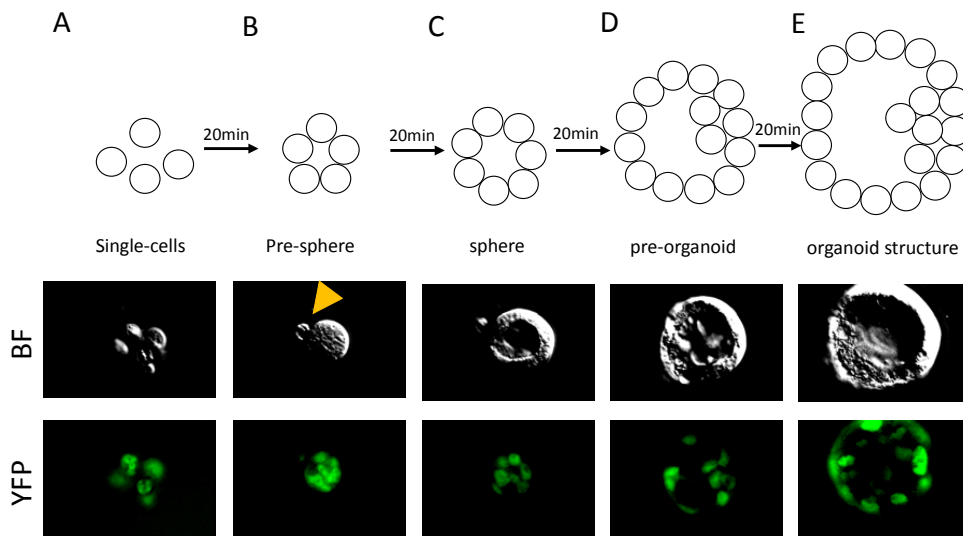 A B C D E
20min 20min 20min 20min
Single-cells Pre-sphere sphere pre-organoid organoid structure
BF
YFP